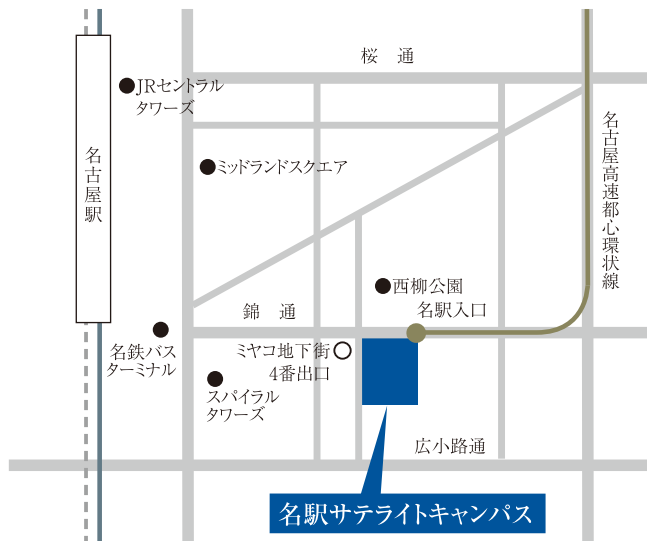 桜通
JRセントラル
タワーズ
名古屋駅
ミッドランドスクエア
名古屋高速都心環状線
西柳公園
名駅入口
錦通
名鉄バス
ターミナル
ミヤコ地下街
4番出口
スパイラル
タワーズ
広小路通
名駅サテライトキャンパス